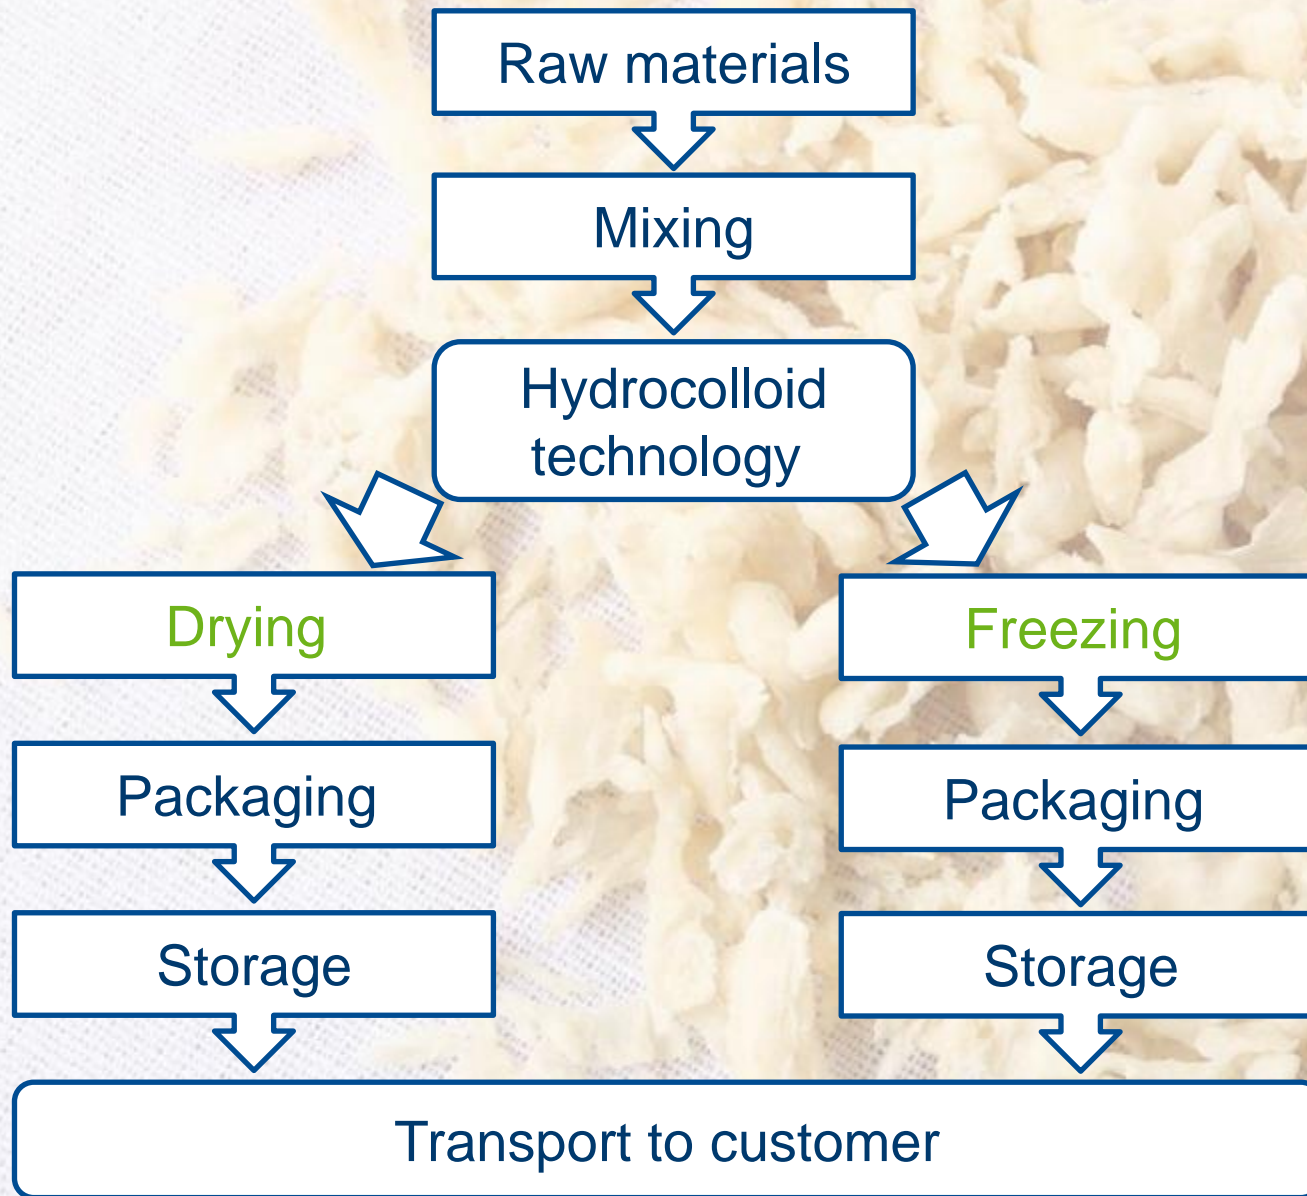 Raw materials
Mixing
Hydrocolloid
technology
Drying
Freezing
Packaging
Packaging
Storage
Storage
Transport to customer